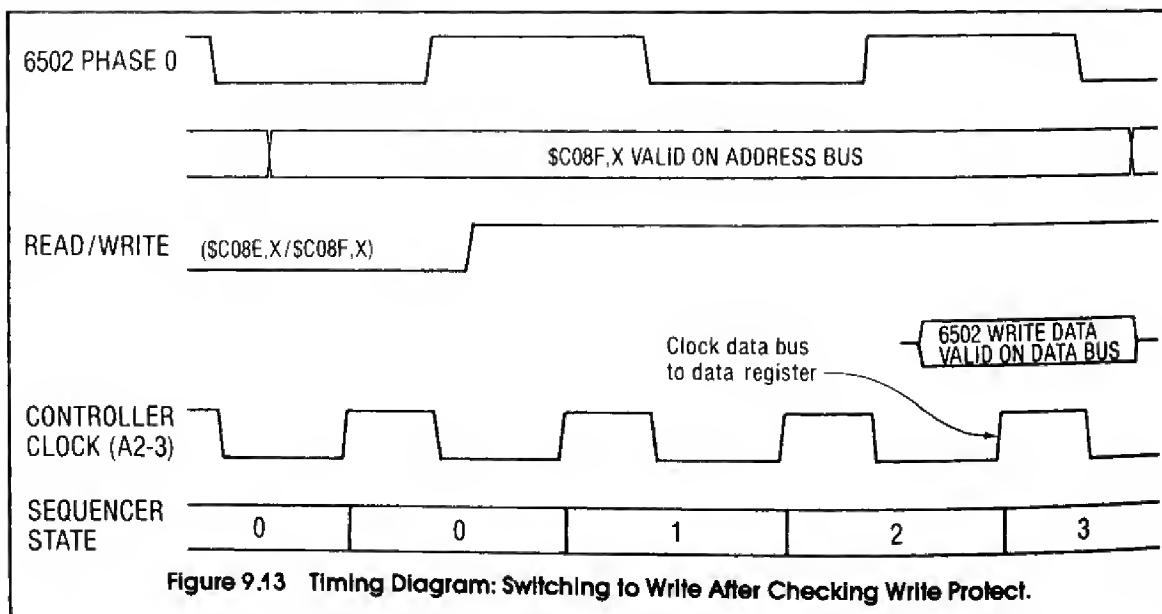 6502 PHASE 0
$C08F,X VALID ON ADDRESS BUS
READ/WRITE ($C08E,X/$C08F,X)
6502 WRITE DATA
VALID ON DATA BUS
Clock data bus
to data register
CONTROLLER
CLOCK (A2-3)
SEQUENCER
STATE
0 0 1 2 3
Figure 9.13 Timing Diagram: Switching to Write After Checking Write Protect.